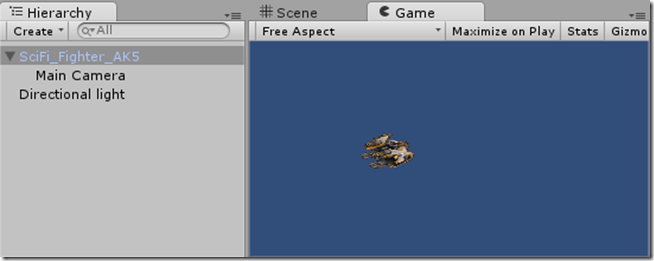 Hierarchy
Create
All
SciFi_Fighter_AK5
Main Camera
Directional light
Scene
Game
Free Aspect
Maximize on Play
Stats
Gizmo